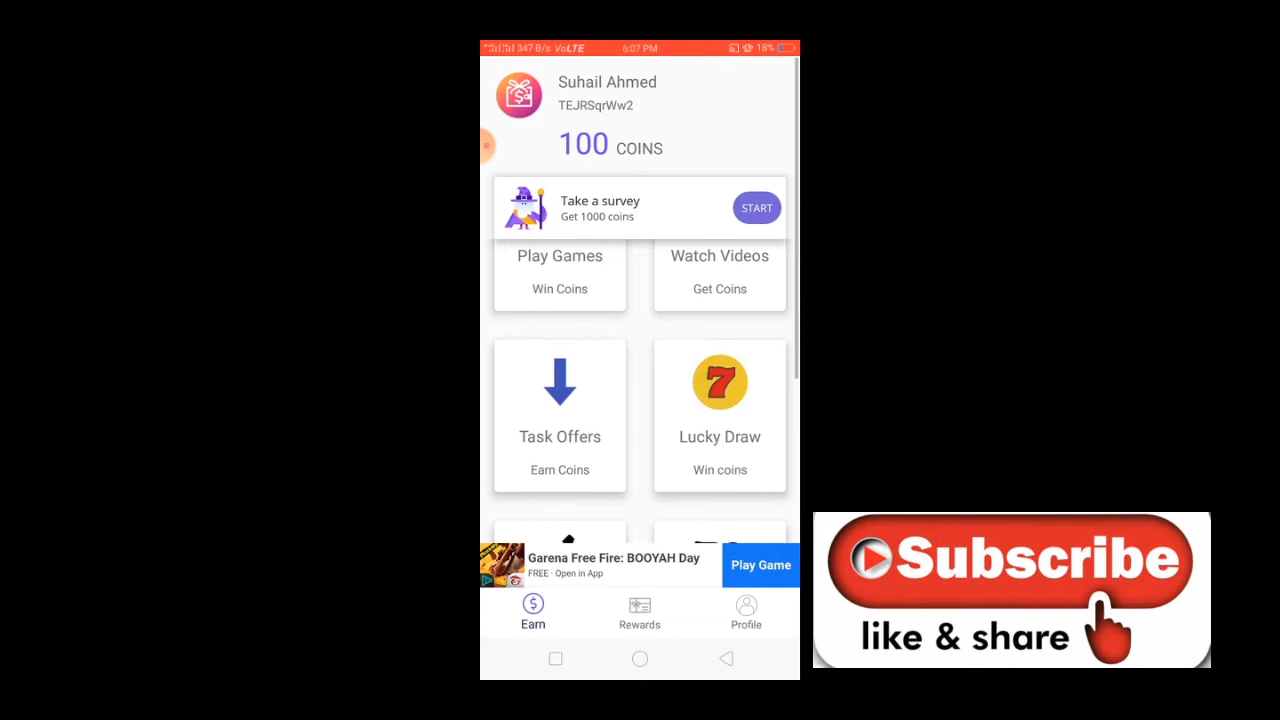 347 B/s VoLTE 6:07 PM 18%
Suhail Ahmed
TEJRSqrWw2
100 COINS
Take a survey
Get 1000 coins
START
Play Games
Win Coins
Watch Videos
Get Coins
Task Offers
Earn Coins
7
Lucky Draw
Win coins
Garena Free Fire: BOOYAH Day
FREE · Open in App
Play Game
Earn
Rewards
Profile
Subscribe
like & share